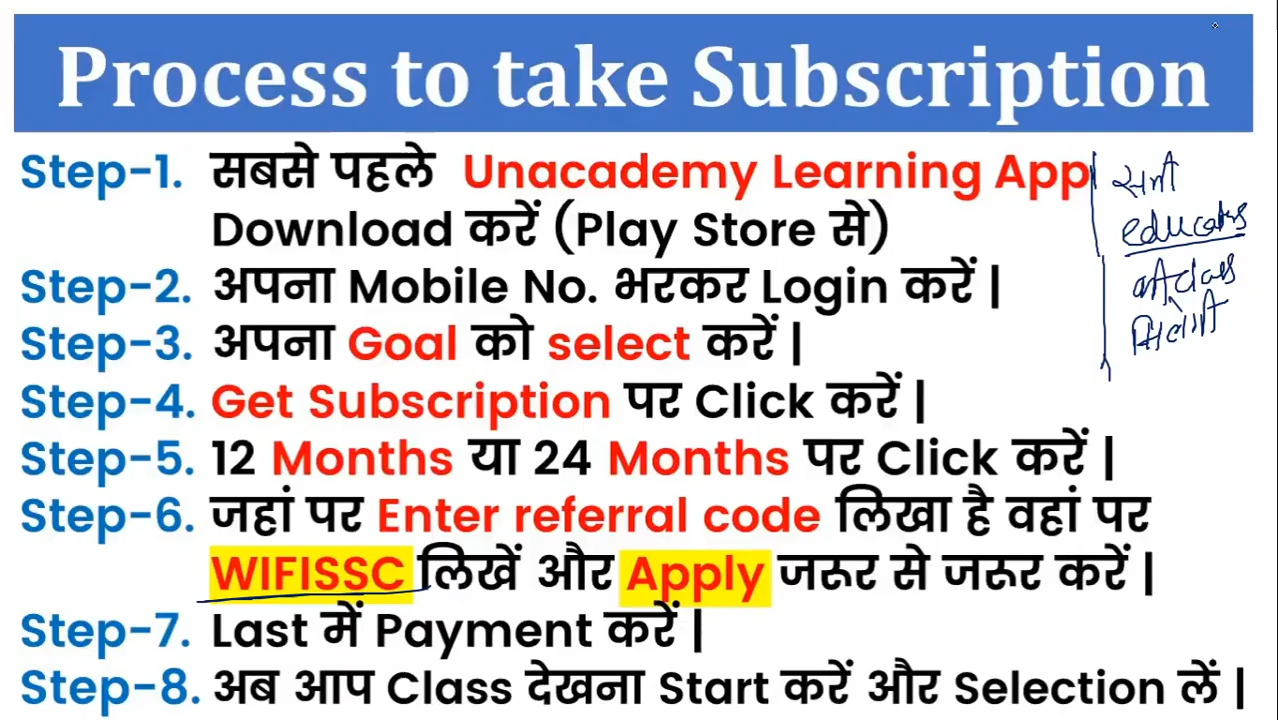 Process to take Subscription
Step-1. सबसे पहले Unacademy Learning App
Download करें (Play Store से)
Step-2. अपना Mobile No. भरकर Login करें |
Step-3. अपना Goal को select करें |
Step-4. Get Subscription पर Click करें |
Step-5. 12 Months या 24 Months पर Click करें |
Step-6. जहां पर Enter referral code लिखा है वहां पर
WIFISSC लिखें और Apply जरूर से जरूर करें |
Step-7. Last में Payment करें |
Step-8. अब आप Class देखना Start करें और Selection लें |
educators